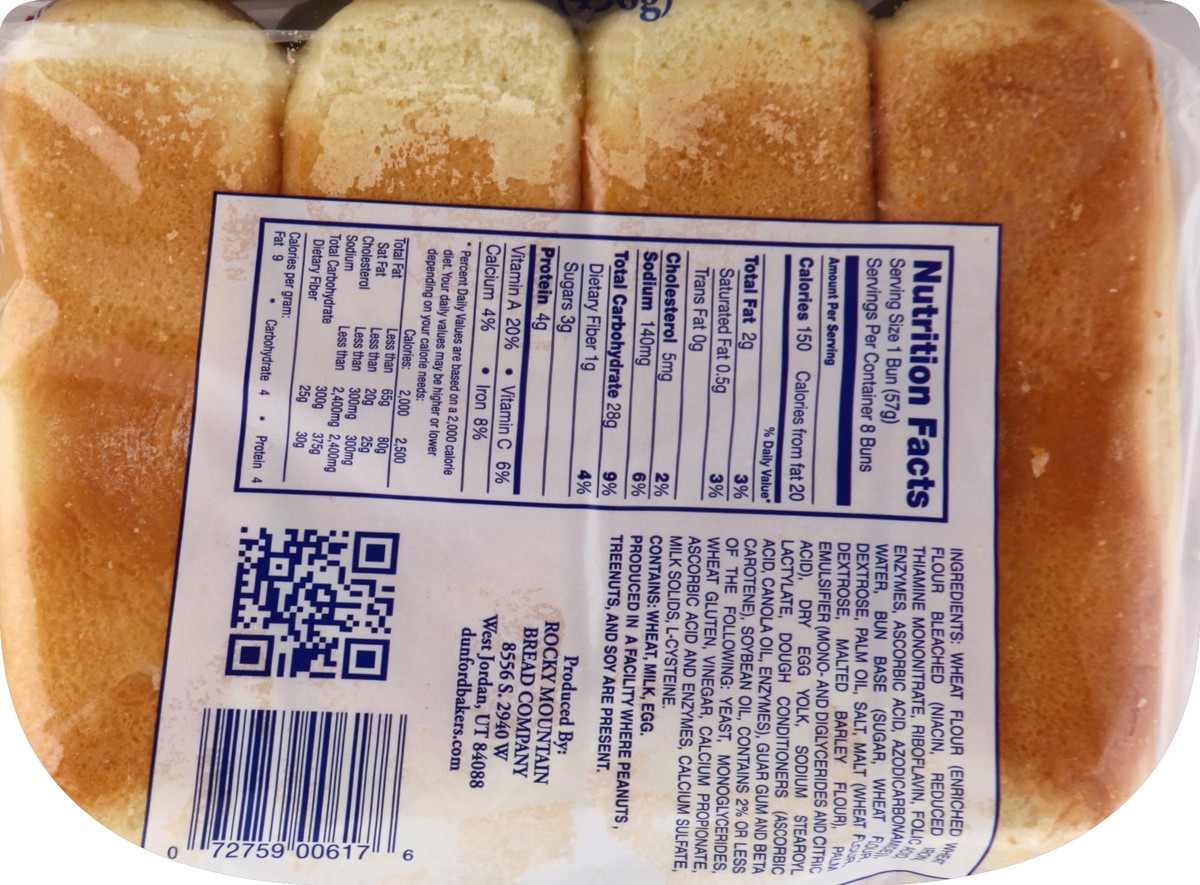 Nutrition Facts
Serving Size 1 Bun (57g)
Servings Per Container 8 Buns
Amount Per Serving
Calories 150 Calories from fat 20
% Daily Value*
Total Fat 2g 3%
Saturated Fat 0.5g 3%
Trans Fat 0g
Cholesterol 5mg 2%
Sodium 140mg 6%
Total Carbohydrate 28g 9%
Dietary Fiber 1g 4%
Sugars 3g
Protein 4g
Vitamin A 20% • Vitamin C 6%
Calcium 4% • Iron 8%
* Percent Daily Values are based on a 2,000 calorie
diet. Your daily values may be higher or lower
depending on your calorie needs:
Calories: 2,000 2,500
Total Fat Less than 65g 80g
Sat Fat Less than 20g 25g
Cholesterol Less than 300mg 300mg
Sodium Less than 2,400mg 2,400mg
Total Carbohydrate 300g 375g
Dietary Fiber 25g 30g
Calories per gram:
Fat 9 • Carbohydrate 4 • Protein 4
INGREDIENTS: WHEAT FLOUR (ENRICHED
FLOUR BLEACHED (NIACIN, REDUCED
THIAMINE MONONITRATE, RIBOFLAVIN, FOLIC
ENZYMES, ASCORBIC ACID,
WATER, BUN BASE (SUGAR, WHEAT
DEXTROSE, PALM OIL, SALT, MALT (WHEAT
DEXTROSE, MALTED BARLEY FLOUR), PALM
EMULSIFIER (MONO- AND DIGLYCERIDES AND CITRIC
ACID), DRY EGG YOLK, SODIUM STEAROYL
LACTYLATE, DOUGH CONDITIONERS (ASCORBIC
ACID, CANOLA OIL, ENZYMES), GUAR GUM AND BETA
CAROTENE), SOYBEAN OIL, CONTAINS 2% OR LESS
OF THE FOLLOWING: YEAST, MONOGLYCERIDES,
WHEAT GLUTEN, VINEGAR, CALCIUM PROPIONATE,
ASCORBIC ACID AND ENZYMES, CALCIUM SULFATE,
MILK SOLIDS, L-CYSTEINE.
CONTAINS: WHEAT, MILK, EGG.
PRODUCED IN A FACILITY WHERE PEANUTS,
TREENUTS, AND SOY ARE PRESENT.
Produced By:
ROCKY MOUNTAIN
BREAD COMPANY
8556 S. 2940 W
West Jordan, UT 84088
dunfordbakers.com
0 72759 00617 6